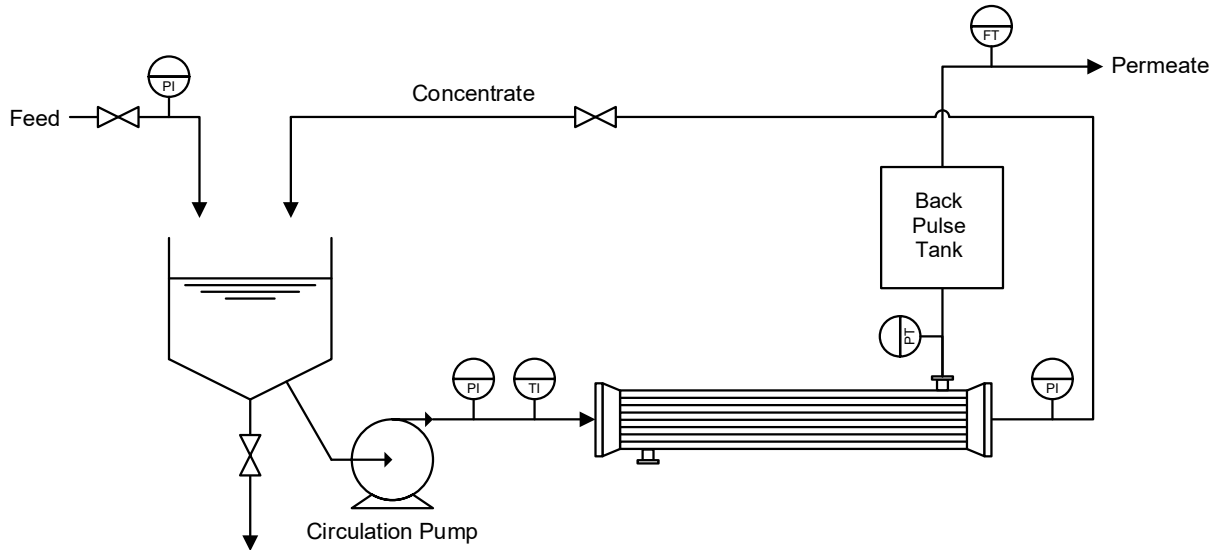 FT
Permeate
PI
Concentrate
Feed
Back
Pulse
Tank
PT
PI
TI
PI
Circulation Pump